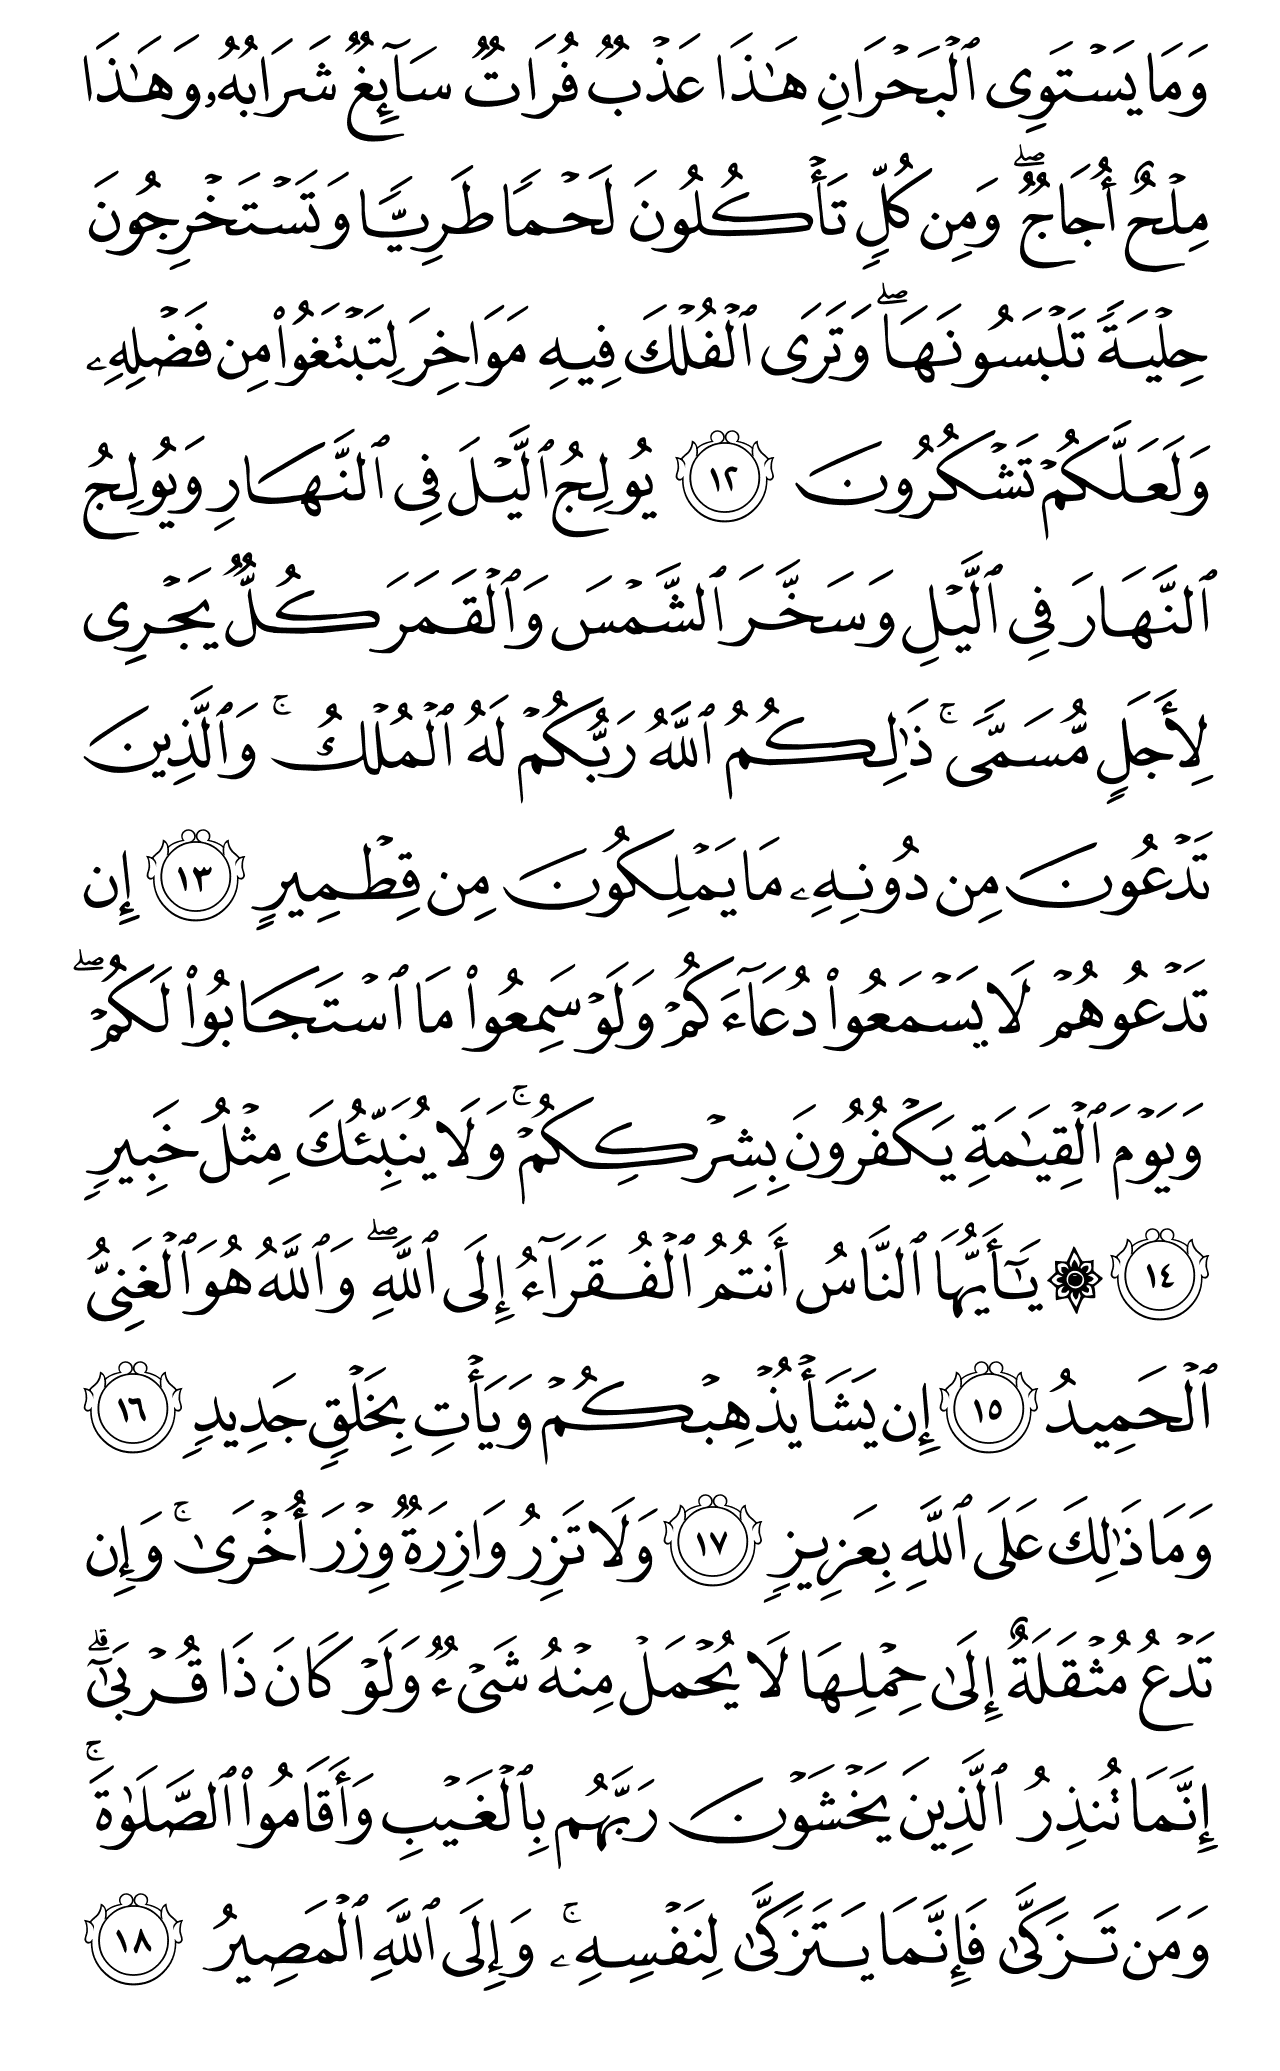 وَمَا يَسۡتَوِى ٱلۡبَحۡرَانِ هَٰذَا عَذۡبٌ فُرَاتٌ سَآئِغٌ شَرَابُهُۥ وَهَٰذَا
مِلۡحٌ أُجَاجٌۖ وَمِن كُلٍّ تَأۡكُلُونَ لَحۡمًا طَرِيًّا وَتَسۡتَخۡرِجُونَ
حِلۡيَةً تَلۡبَسُونَهَاۖ وَتَرَى ٱلۡفُلۡكَ فِيهِ مَوَاخِرَ لِتَبۡتَغُواْ مِن فَضۡلِهِۦ
وَلَعَلَّكُمۡ تَشۡكُرُونَ ١٢ يُولِجُ ٱلَّيۡلَ فِى ٱلنَّهَارِ وَيُولِجُ
ٱلنَّهَارَ فِى ٱلَّيۡلِ وَسَخَّرَ ٱلشَّمۡسَ وَٱلۡقَمَرَ كُلٌّ يَجۡرِى
لِأَجَلٍ مُّسَمًّىۚ ذَٰلِكُمُ ٱللَّهُ رَبُّكُمۡ لَهُ ٱلۡمُلۡكُۚ وَٱلَّذِينَ
تَدۡعُونَ مِن دُونِهِۦ مَا يَمۡلِكُونَ مِن قِطۡمِيرٍ ١٣ إِن
تَدۡعُوهُمۡ لَا يَسۡمَعُواْ دُعَآءَكُمۡ وَلَوۡ سَمِعُواْ مَا ٱسۡتَجَابُواْ لَكُمۡۖ
وَيَوۡمَ ٱلۡقِيَٰمَةِ يَكۡفُرُونَ بِشِرۡكِكُمۡۚ وَلَا يُنَبِّئُكَ مِثۡلُ خَبِيرٍ
١٤ ۞ يَٰٓأَيُّهَا ٱلنَّاسُ أَنتُمُ ٱلۡفُقَرَآءُ إِلَى ٱللَّهِۖ وَٱللَّهُ هُوَ ٱلۡغَنِىُّ
ٱلۡحَمِيدُ ١٥ إِن يَشَأۡ يُذۡهِبۡكُمۡ وَيَأۡتِ بِخَلۡقٍ جَدِيدٍ ١٦
وَمَا ذَٰلِكَ عَلَى ٱللَّهِ بِعَزِيزٍ ١٧ وَلَا تَزِرُ وَازِرَةٌ وِزۡرَ أُخۡرَىٰۚ وَإِن
تَدۡعُ مُثۡقَلَةٌ إِلَىٰ حِمۡلِهَا لَا يُحۡمَلۡ مِنۡهُ شَىۡءٌ وَلَوۡ كَانَ ذَا قُرۡبَىٰٓۗ
إِنَّمَا تُنذِرُ ٱلَّذِينَ يَخۡشَوۡنَ رَبَّهُم بِٱلۡغَيۡبِ وَأَقَامُواْ ٱلصَّلَوٰةَۚ
وَمَن تَزَكَّىٰ فَإِنَّمَا يَتَزَكَّىٰ لِنَفۡسِهِۦۚ وَإِلَى ٱللَّهِ ٱلۡمَصِيرُ ١٨